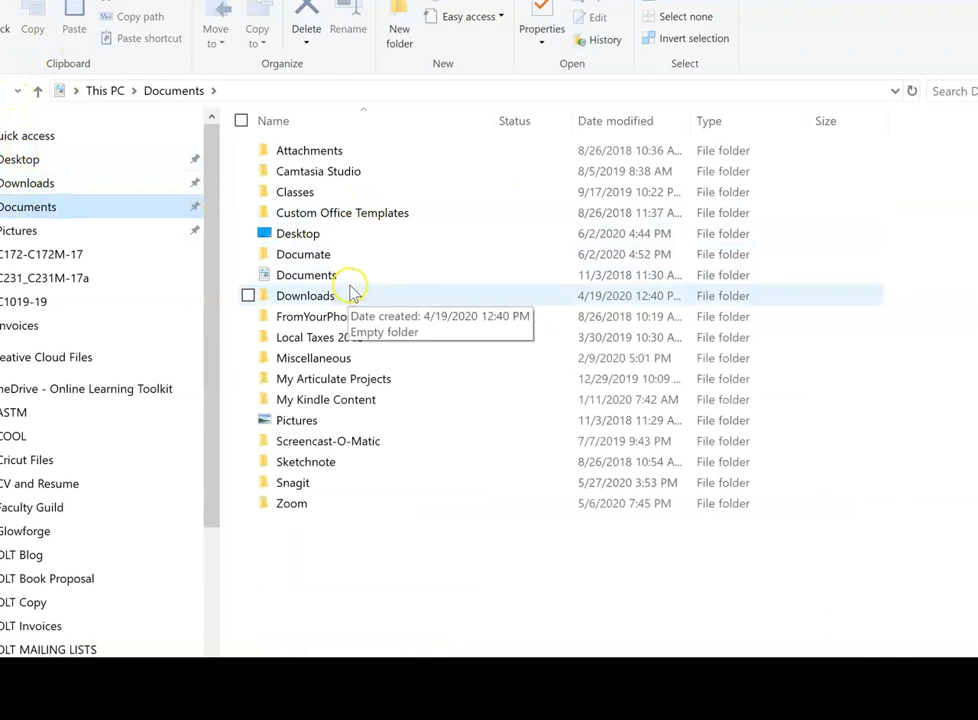 Copy path
Copy
Paste
Paste shortcut
Clipboard
Move to
Copy to
Delete
Rename
Organize
New folder
Easy access
New
Properties
Edit
History
Open
Select none
Invert selection
Select
This PC > Documents >
Search D
Name Status Date modified Type Size
uick access
Desktop
Downloads
Documents
Pictures
C172-C172M-17
C231_C231M-17a
C1019-19
nvoices
reative Cloud Files
neDrive - Online Learning Toolkit
ASTM
COOL
Cricut Files
CV and Resume
Faculty Guild
Glowforge
OLT Blog
OLT Book Proposal
OLT Copy
OLT Invoices
OLT MAILING LISTS
Attachments 8/26/2018 10:36 A... File folder
Camtasia Studio 8/5/2019 8:38 AM File folder
Classes 9/17/2019 10:22 P... File folder
Custom Office Templates 8/26/2018 11:37 A... File folder
Desktop 6/2/2020 4:44 PM File folder
Documate 6/2/2020 4:52 PM File folder
Documents 11/3/2018 11:30 A... File folder
Downloads 4/19/2020 12:40 P... File folder
FromYourPho 8/26/2018 10:19 A... File folder
Date created: 4/19/2020 12:40 PM
Empty folder
Local Taxes 3/30/2019 10:30 A... File folder
Miscellaneous 2/9/2020 5:01 PM File folder
My Articulate Projects 12/29/2019 10:09 ... File folder
My Kindle Content 1/11/2020 7:42 AM File folder
Pictures 11/3/2018 11:29 A... File folder
Screencast-O-Matic 7/7/2019 9:43 PM File folder
Sketchnote 8/26/2018 10:54 A... File folder
Snagit 5/27/2020 3:53 PM File folder
Zoom 5/6/2020 7:45 PM File folder